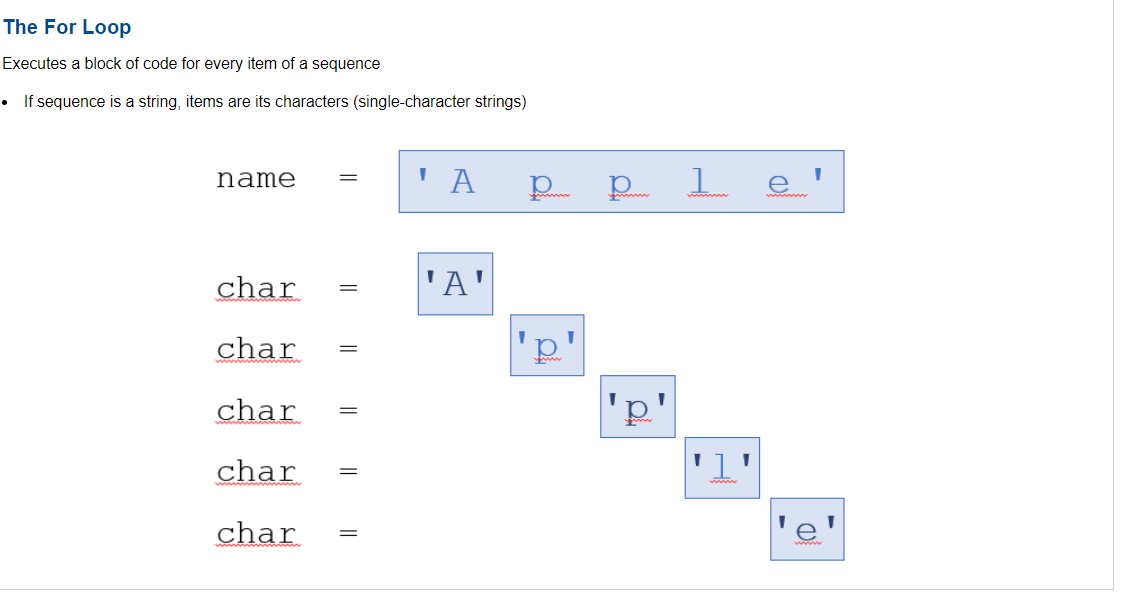 The For Loop
Executes a block of code for every item of a sequence
• If sequence is a string, items are its characters (single-character strings)
name = 'A p p l e'
char = 'A'
char = 'p'
char = 'p'
char = 'l'
char = 'e'